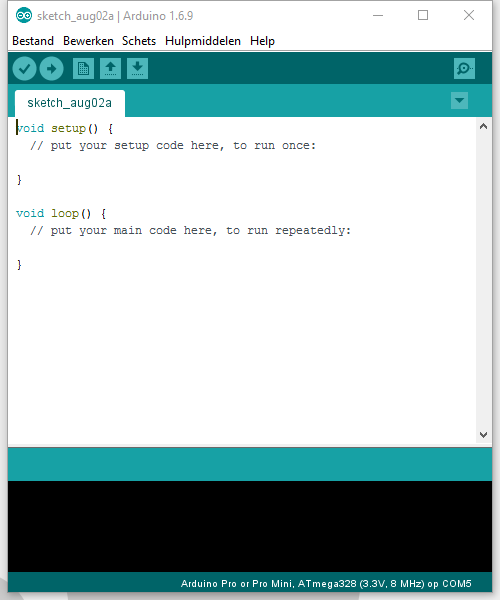 sketch_aug02a | Arduino 1.6.9
Bestand Bewerken Schets Hulpmiddelen Help
sketch_aug02a
void setup() {
  // put your setup code here, to run once:
}
void loop() {
  // put your main code here, to run repeatedly:
}
Arduino Pro or Pro Mini, ATmega328 (3.3V, 8 MHz) op COM5